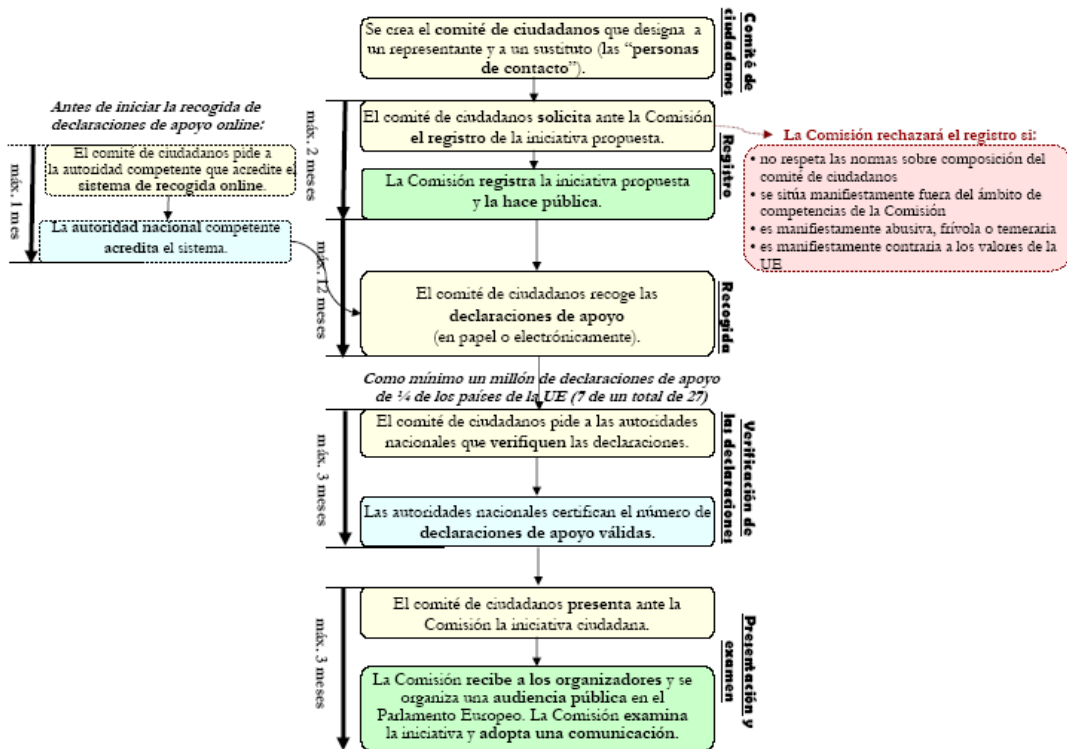 Se crea el comité de ciudadanos que designa a
un representante y a un sustituto (las “personas
de contacto”).
Comité de
ciudadanos
Antes de iniciar la recogida de
declaraciones de apoyo online:
El comité de ciudadanos pide a
la autoridad competente que acredite el
sistema de recogida online.
La autoridad nacional competente
acredita el sistema.
máx. 1 mes
máx. 2 meses
El comité de ciudadanos solicita ante la Comisión
el registro de la iniciativa propuesta.
La Comisión registra la iniciativa propuesta
y la hace pública.
Registro
La Comisión rechazará el registro si:
• no respeta las normas sobre composición del
comité de ciudadanos
• se sitúa manifiestamente fuera del ámbito de
competencias de la Comisión
• es manifiestamente abusiva, frívola o temeraria
• es manifiestamente contraria a los valores de la
UE
máx. 12 meses
El comité de ciudadanos recoge las
declaraciones de apoyo
(en papel o electrónicamente).
Recogida
Como mínimo un millón de declaraciones de apoyo
de ¼ de los países de la UE (7 de un total de 27)
máx. 3 meses
El comité de ciudadanos pide a las autoridades
nacionales que verifiquen las declaraciones.
Las autoridades nacionales certifican el número de
declaraciones de apoyo válidas.
Verificación de
las declaraciones
máx. 3 meses
El comité de ciudadanos presenta ante la
Comisión la iniciativa ciudadana.
La Comisión recibe a los organizadores y se
organiza una audiencia pública en el
Parlamento Europeo. La Comisión examina
la iniciativa y adopta una comunicación.
Presentación y
examen